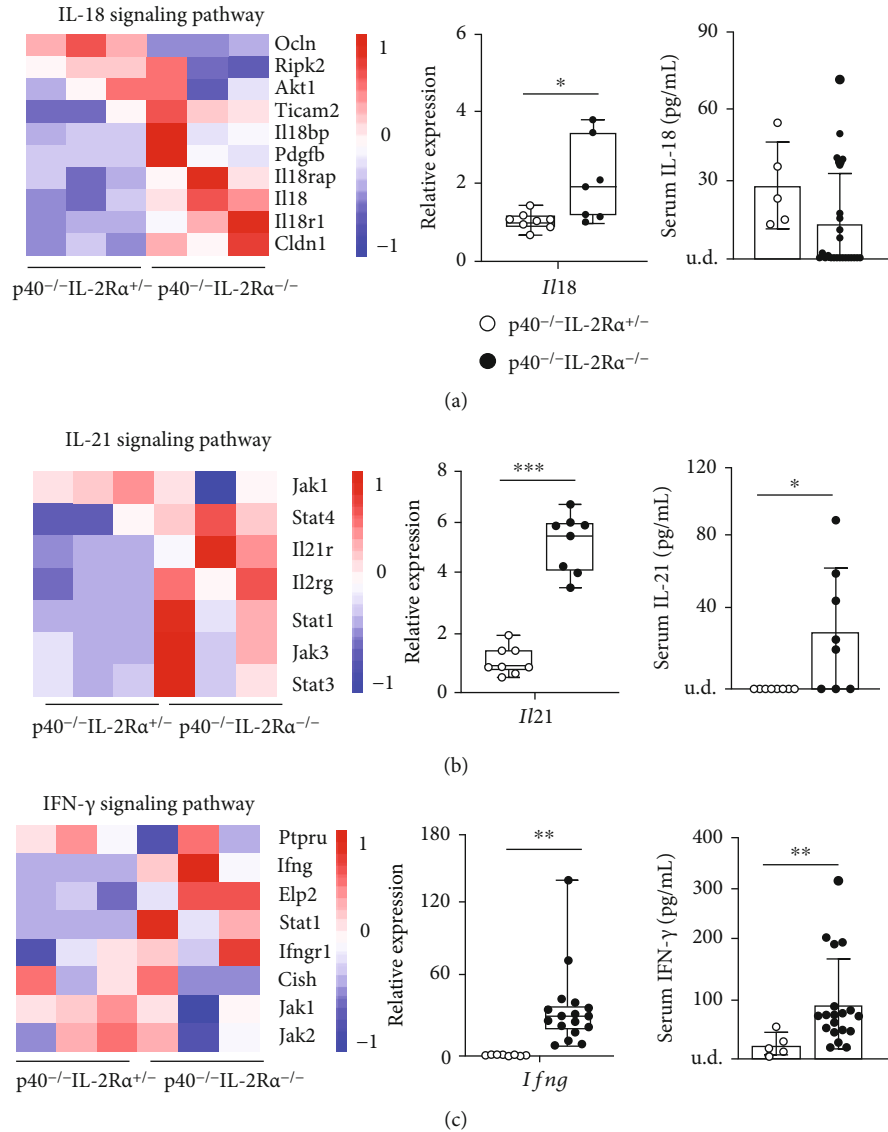 IL-18 signaling pathway
Ocln
Ripk2
Akt1
Ticam2
Il18bp
Pdgfb
Il18rap
Il18
Il18r1
Cldn1
1
0
−1
p40−/−IL-2Rα+/− p40−/−IL-2Rα−/−
Relative expression
6
4
2
0
*
Il18
Serum IL-18 (pg/mL)
90
60
30
u.d.
p40−/−IL-2Rα+/−
p40−/−IL-2Rα−/−
(a)
IL-21 signaling pathway
Jak1
Stat4
Il21r
Il2rg
Stat1
Jak3
Stat3
1
0
−1
p40−/−IL-2Rα+/− p40−/−IL-2Rα−/−
Relative expression
8
6
4
2
0
***
Il21
Serum IL-21 (pg/mL)
120
80
40
u.d.
*
(b)
IFN-γ signaling pathway
Ptpru
Ifng
Elp2
Stat1
Ifngr1
Cish
Jak1
Jak2
1
0
−1
p40−/−IL-2Rα+/− p40−/−IL-2Rα−/−
Relative expression
180
120
60
0
**
Ifng
Serum IFN-γ (pg/mL)
400
300
200
100
u.d.
**
(c)